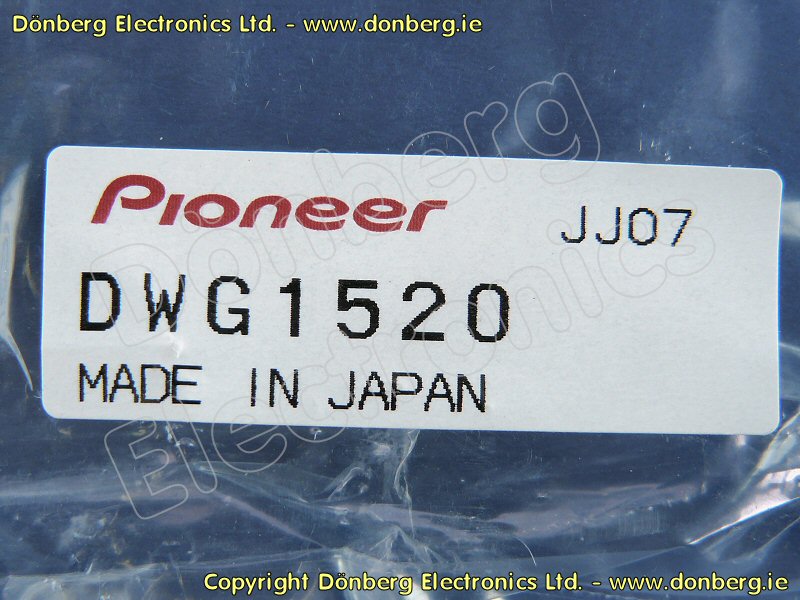 Dönberg Electronics Ltd. - www.donberg.ie
Pioneer JJ07
DWG1520
MADE IN JAPAN
Dönberg
Electronics
Copyright Dönberg Electronics Ltd. - www.donberg.ie